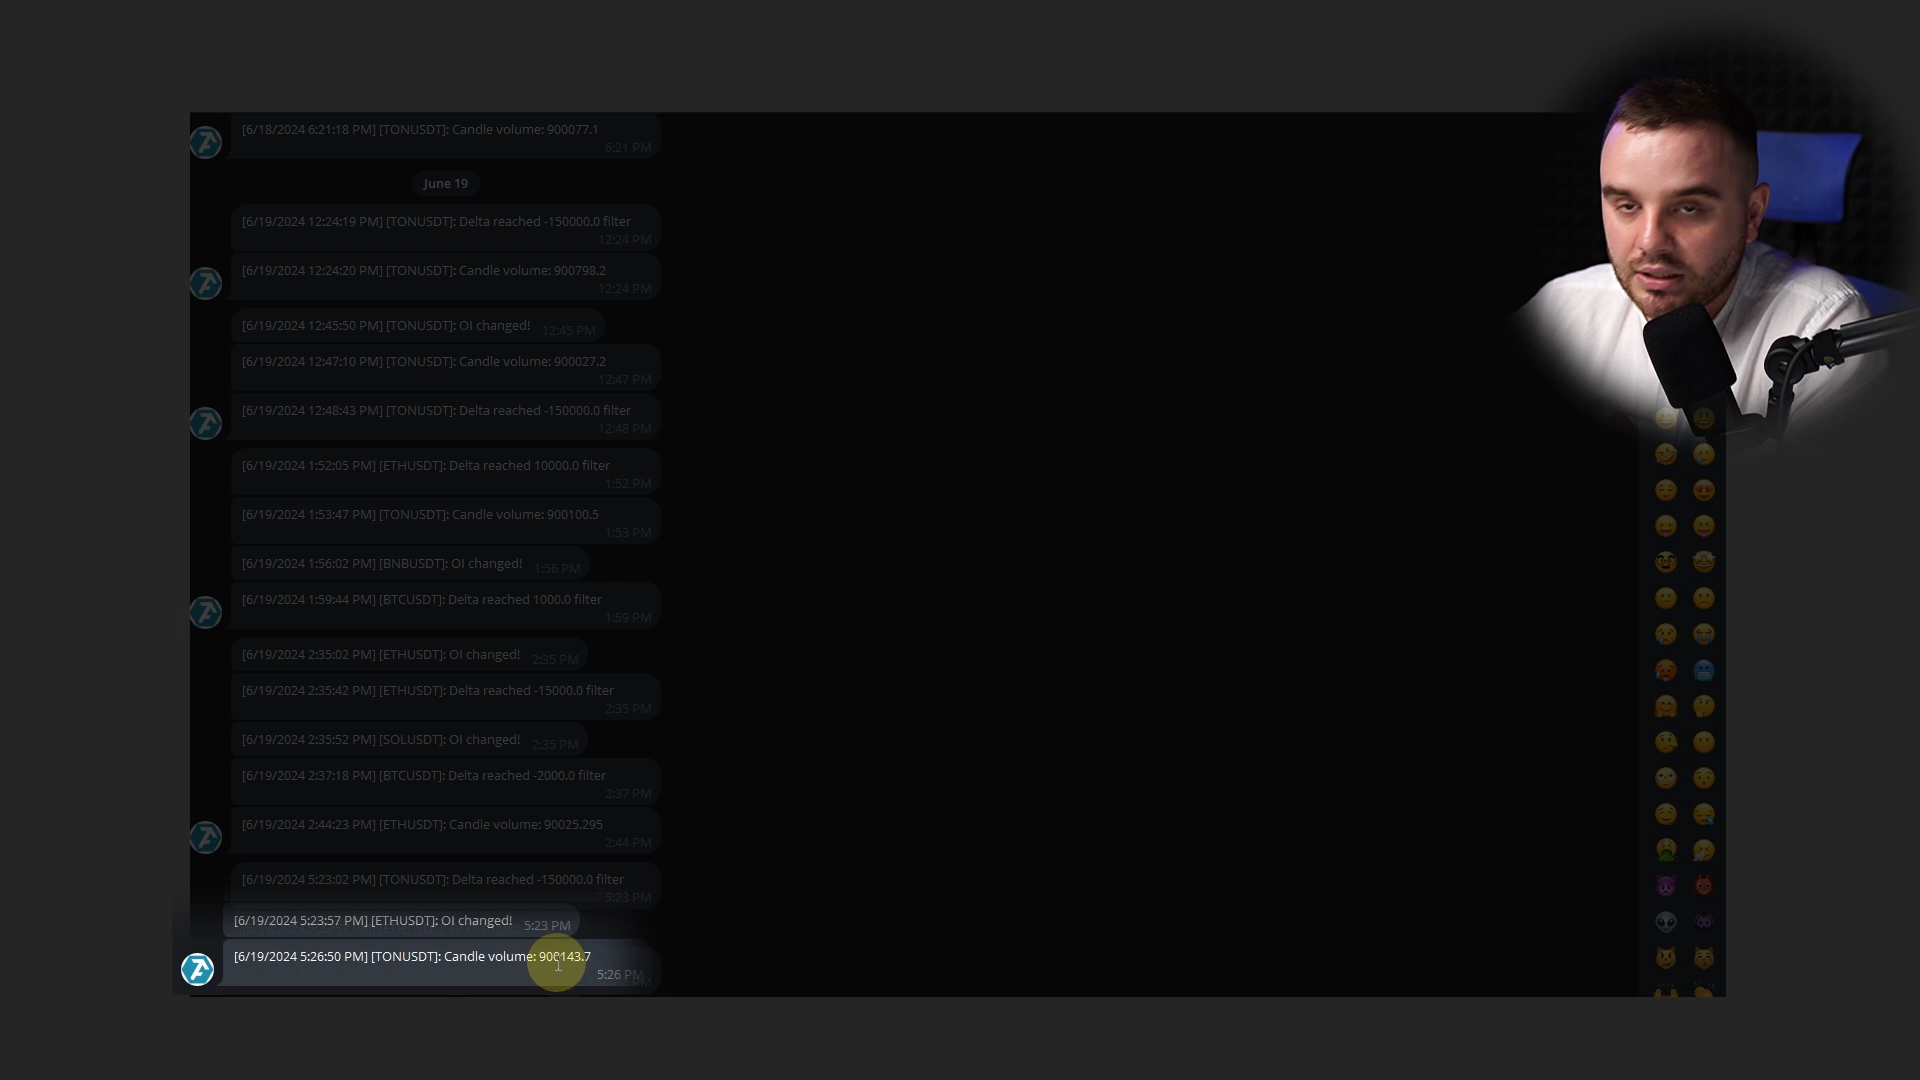 [6/18/2024 6:21:18 PM] [TONUSDT]: Candle volume: 900077.1
6:21 PM
June 19
[6/19/2024 12:24:19 PM] [TONUSDT]: Delta reached -150000.0 filter
12:24 PM
[6/19/2024 12:24:20 PM] [TONUSDT]: Candle volume: 900798.2
12:24 PM
[6/19/2024 12:45:50 PM] [TONUSDT]: OI changed! 12:45 PM
[6/19/2024 12:47:10 PM] [TONUSDT]: Candle volume: 900027.2
12:47 PM
[6/19/2024 12:48:43 PM] [TONUSDT]: Delta reached -150000.0 filter
12:48 PM
[6/19/2024 1:52:05 PM] [ETHUSDT]: Delta reached 10000.0 filter
1:52 PM
[6/19/2024 1:53:47 PM] [TONUSDT]: Candle volume: 900100.5
1:53 PM
[6/19/2024 1:56:02 PM] [BNBUSDT]: OI changed! 1:56 PM
[6/19/2024 1:59:44 PM] [BTCUSDT]: Delta reached 1000.0 filter
1:59 PM
[6/19/2024 2:35:02 PM] [ETHUSDT]: OI changed! 2:35 PM
[6/19/2024 2:35:42 PM] [ETHUSDT]: Delta reached -15000.0 filter
2:35 PM
[6/19/2024 2:35:52 PM] [SOLUSDT]: OI changed! 2:35 PM
[6/19/2024 2:37:18 PM] [BTCUSDT]: Delta reached -2000.0 filter
2:37 PM
[6/19/2024 2:44:23 PM] [ETHUSDT]: Candle volume: 90025.295
2:44 PM
[6/19/2024 5:23:02 PM] [TONUSDT]: Delta reached -150000.0 filter
5:23 PM
[6/19/2024 5:23:57 PM] [ETHUSDT]: OI changed! 5:23 PM
[6/19/2024 5:26:50 PM] [TONUSDT]: Candle volume: 900143.7
5:26 PM